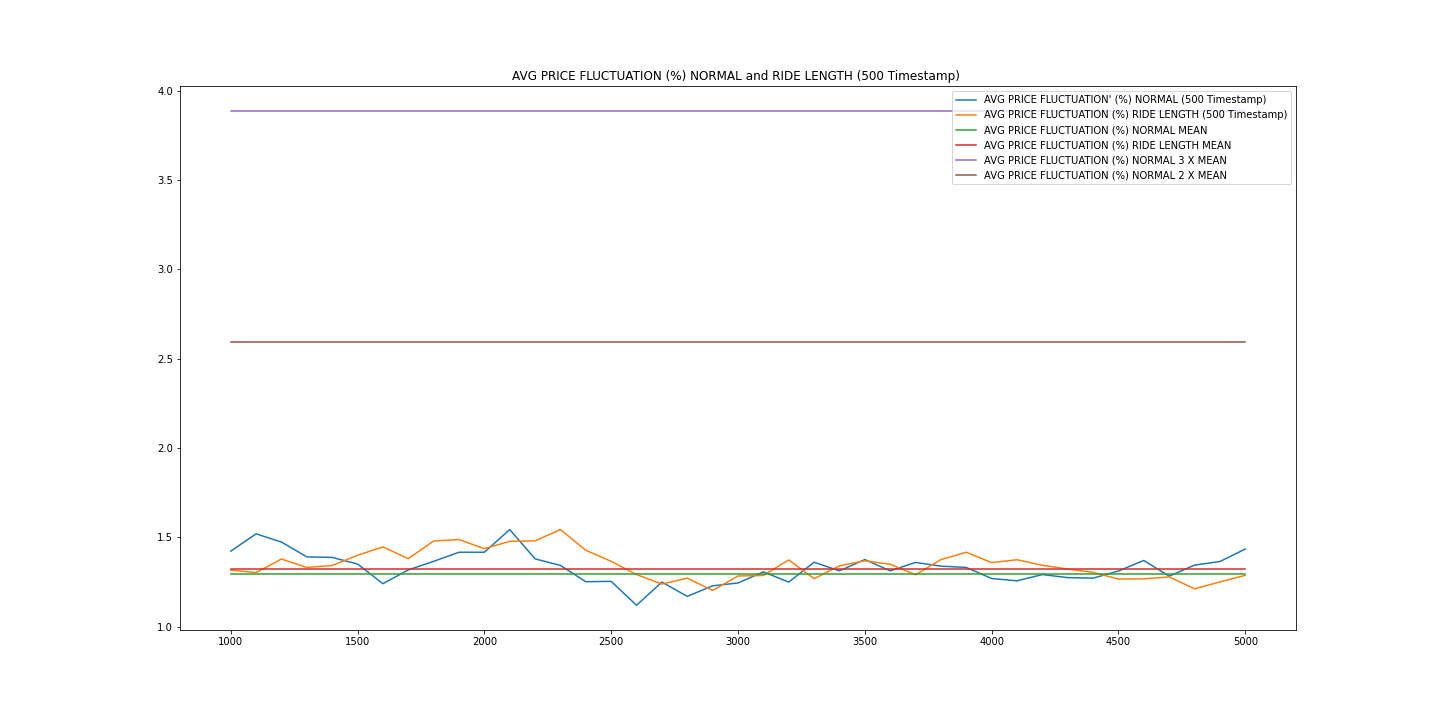 AVG PRICE FLUCTUATION (%) NORMAL and RIDE LENGTH (500 Timestamp)
AVG PRICE FLUCTUATION' (%) NORMAL (500 Timestamp)
AVG PRICE FLUCTUATION (%) RIDE LENGTH (500 Timestamp)
AVG PRICE FLUCTUATION (%) NORMAL MEAN
AVG PRICE FLUCTUATION (%) RIDE LENGTH MEAN
AVG PRICE FLUCTUATION (%) NORMAL 3 X MEAN
AVG PRICE FLUCTUATION (%) NORMAL 2 X MEAN
4.0
3.5
3.0
2.5
2.0
1.5
1.0
1000 1500 2000 2500 3000 3500 4000 4500 5000